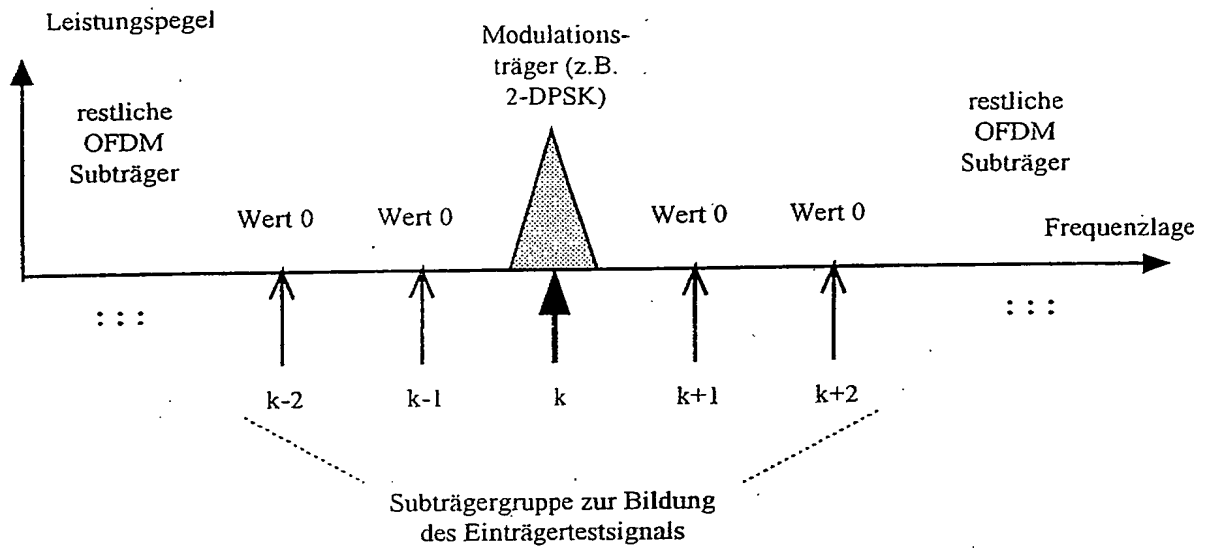 Leistungspegel
Modulations-
träger (z.B.
2-DPSK)
restliche
OFDM
Subträger
restliche
OFDM
Subträger
Wert 0
Wert 0
Wert 0
Wert 0
Frequenzlage
: : :
: : :
k-2
k-1
k
k+1
k+2
Subträgergruppe zur Bildung
des Einträgertestsignals